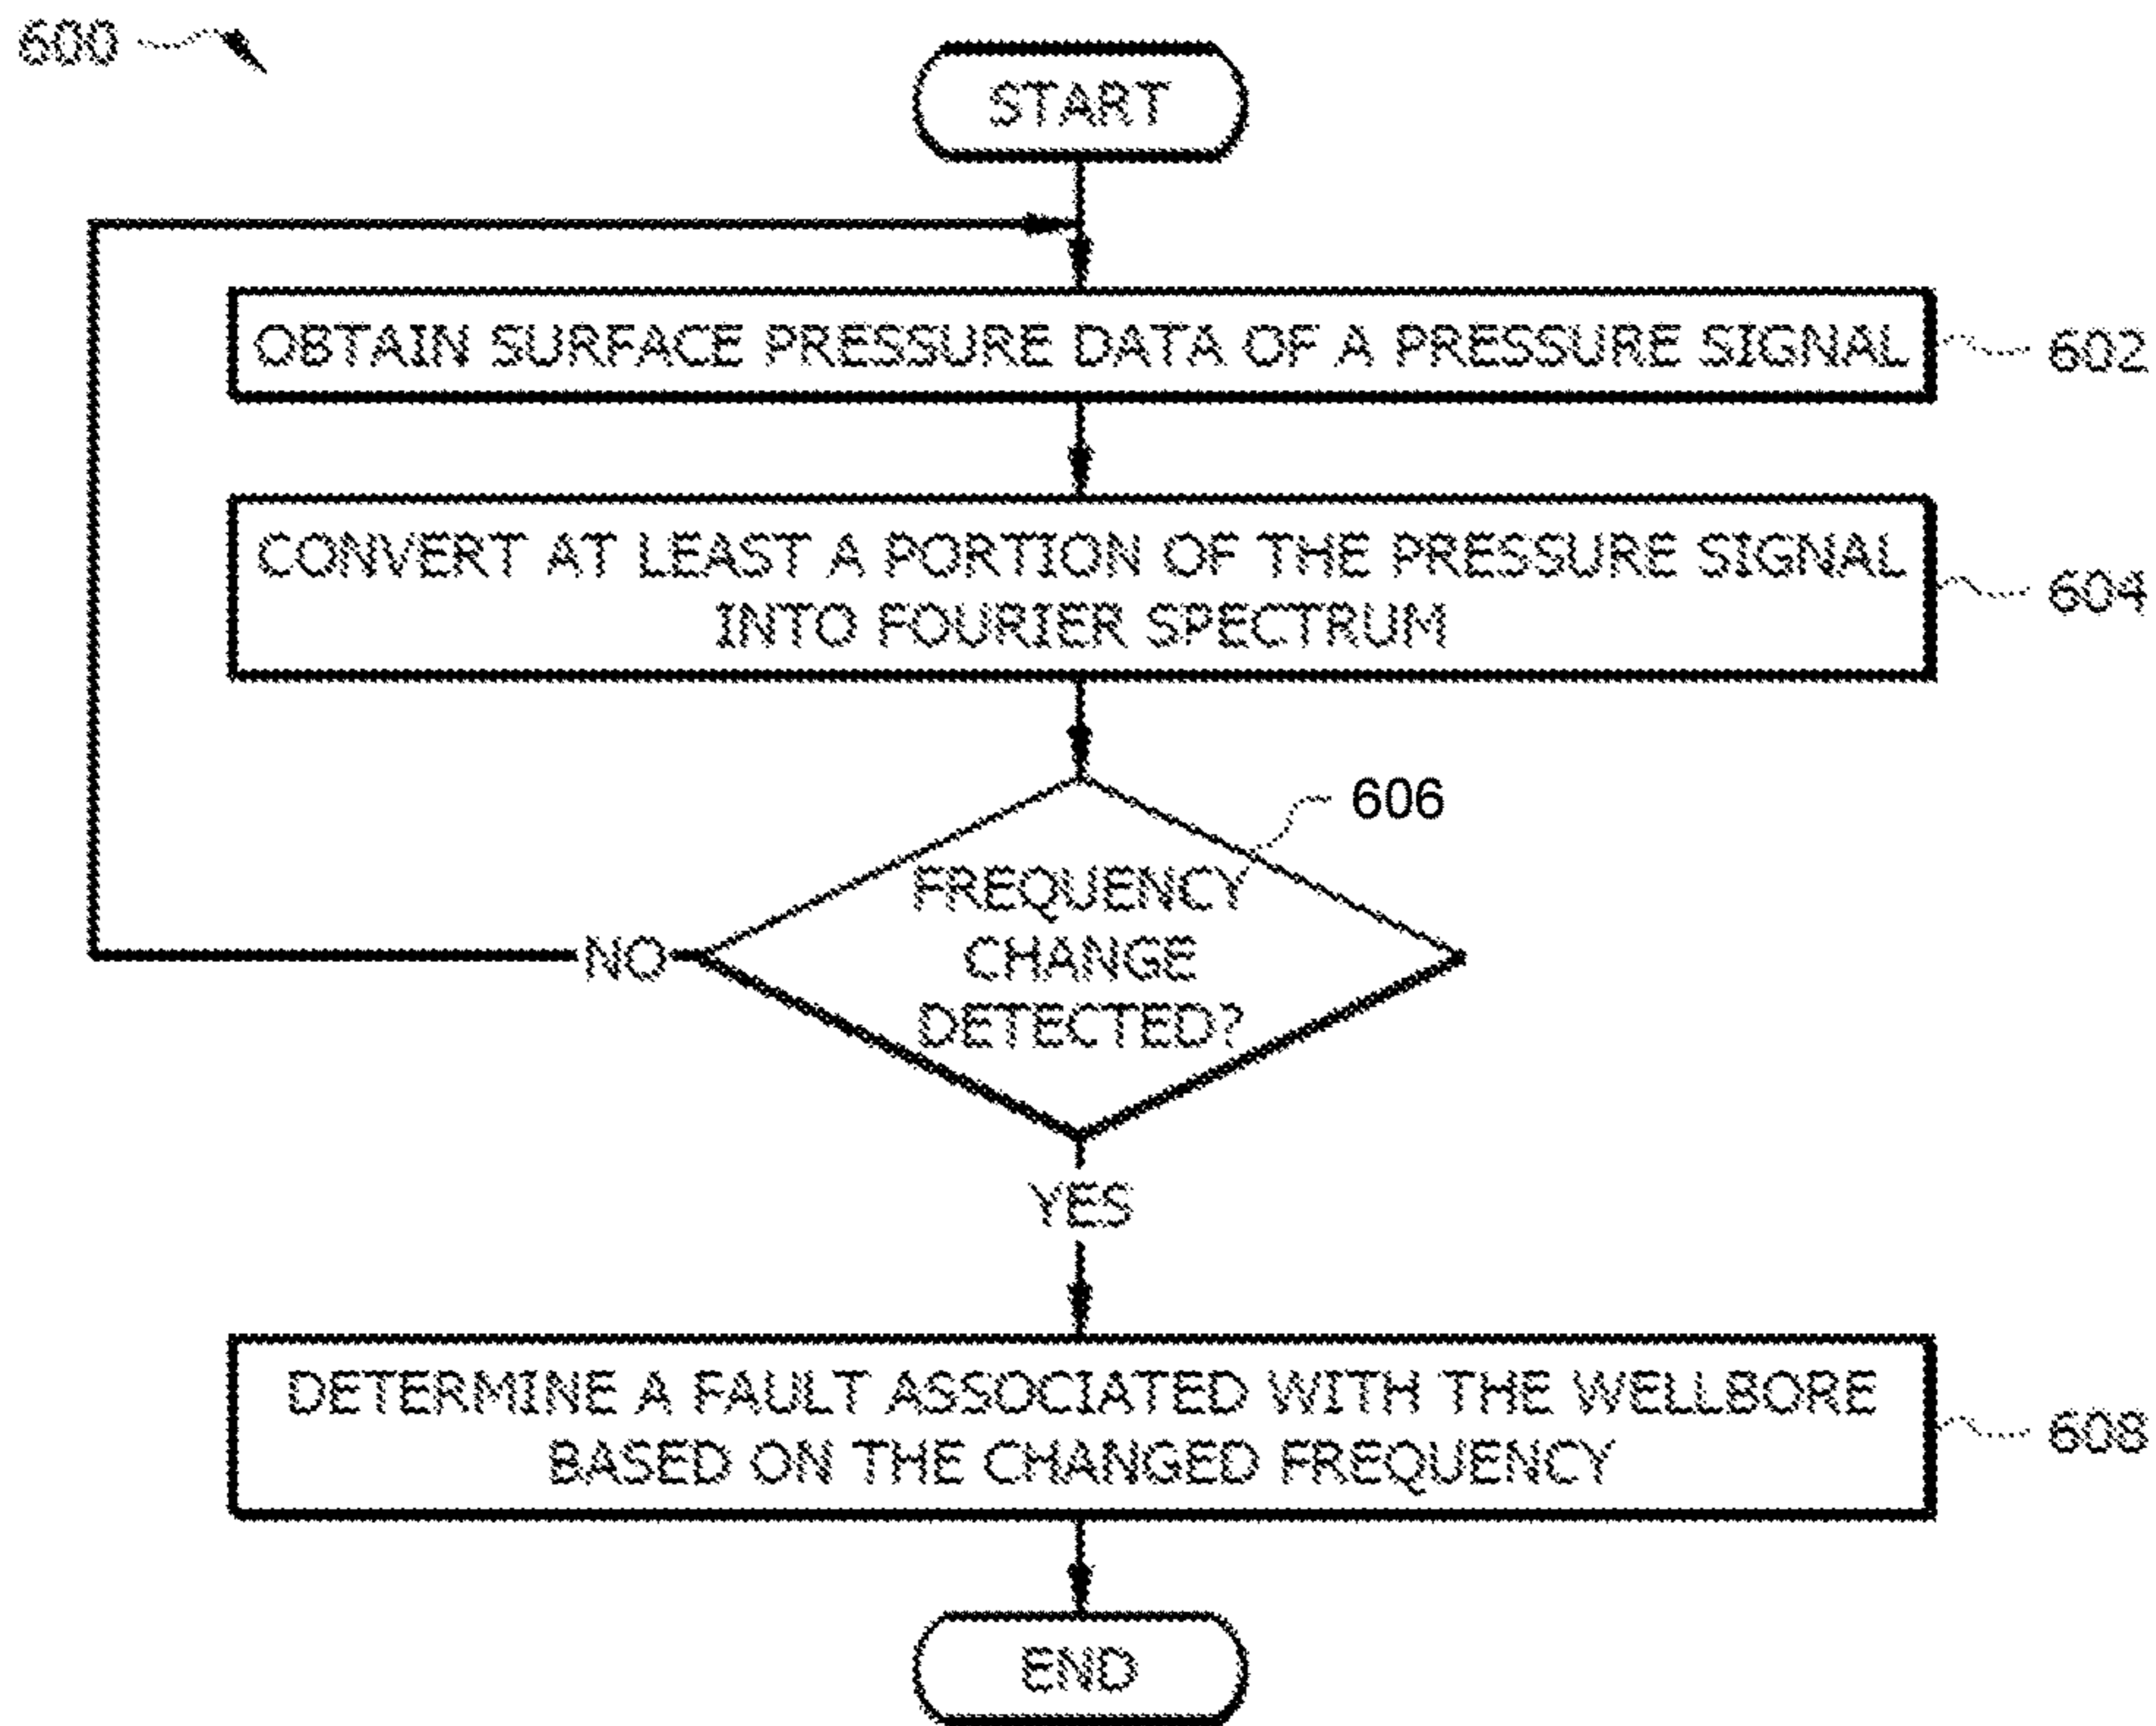 600
START
OBTAIN SURFACE PRESSURE DATA OF A PRESSURE SIGNAL
602
CONVERT AT LEAST A PORTION OF THE PRESSURE SIGNAL
INTO FOURIER SPECTRUM
604
606
FREQUENCY
CHANGE
DETECTED?
NO
YES
DETERMINE A FAULT ASSOCIATED WITH THE WELLBORE
BASED ON THE CHANGED FREQUENCY
608
END